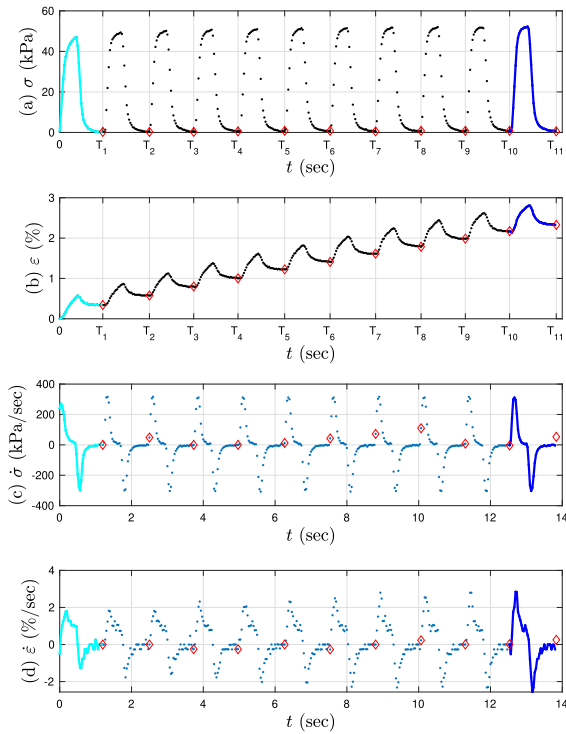 60
40
20
0
(a) σ (kPa)
0 T1 T2 T3 T4 T5 T6 T7 T8 T9 T10 T11
t (sec)
3
2
1
0
(b) ε (%)
0 T1 T2 T3 T4 T5 T6 T7 T8 T9 T10 T11
t (sec)
400
200
0
-200
-400
(c) σ̇ (kPa/sec)
0 2 4 6 8 10 12 14
t (sec)
4
2
0
-2
(d) ε̇ (%/sec)
0 2 4 6 8 10 12 14
t (sec)